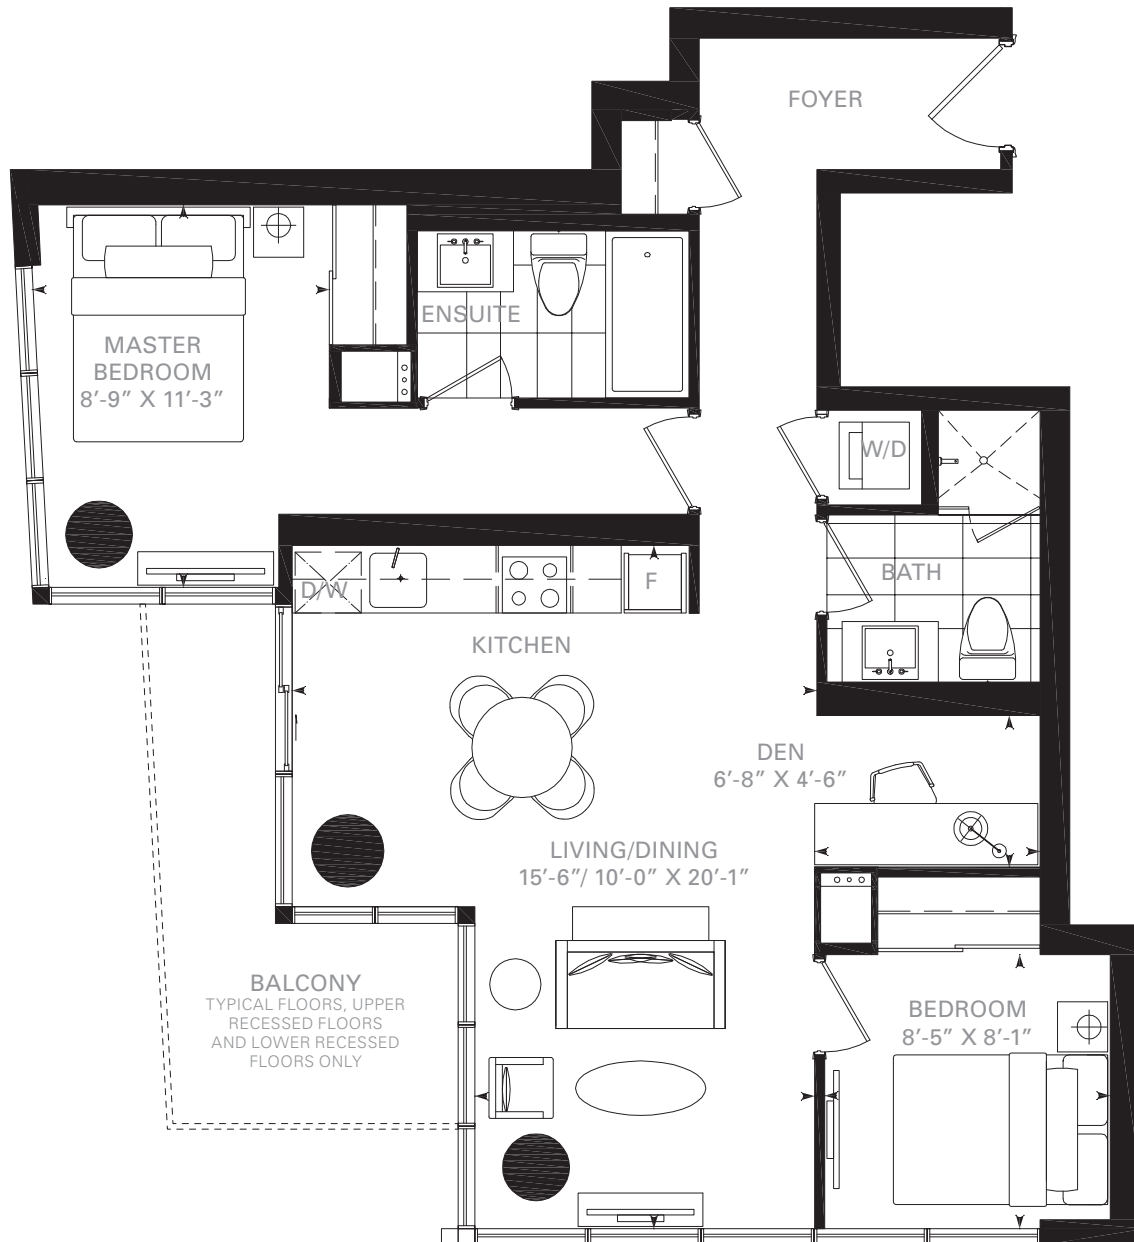 FOYER
ENSUITE
MASTER
BEDROOM
8’-9” X 11’-3”
W/D
BATH
D/W
F
KITCHEN
DEN
6’-8” X 4’-6”
LIVING/DINING
15’-6”/ 10’-0” X 20’-1”
BALCONY
TYPICAL FLOORS, UPPER
RECESSED FLOORS
AND LOWER RECESSED
FLOORS ONLY
BEDROOM
8’-5” X 8’-1”